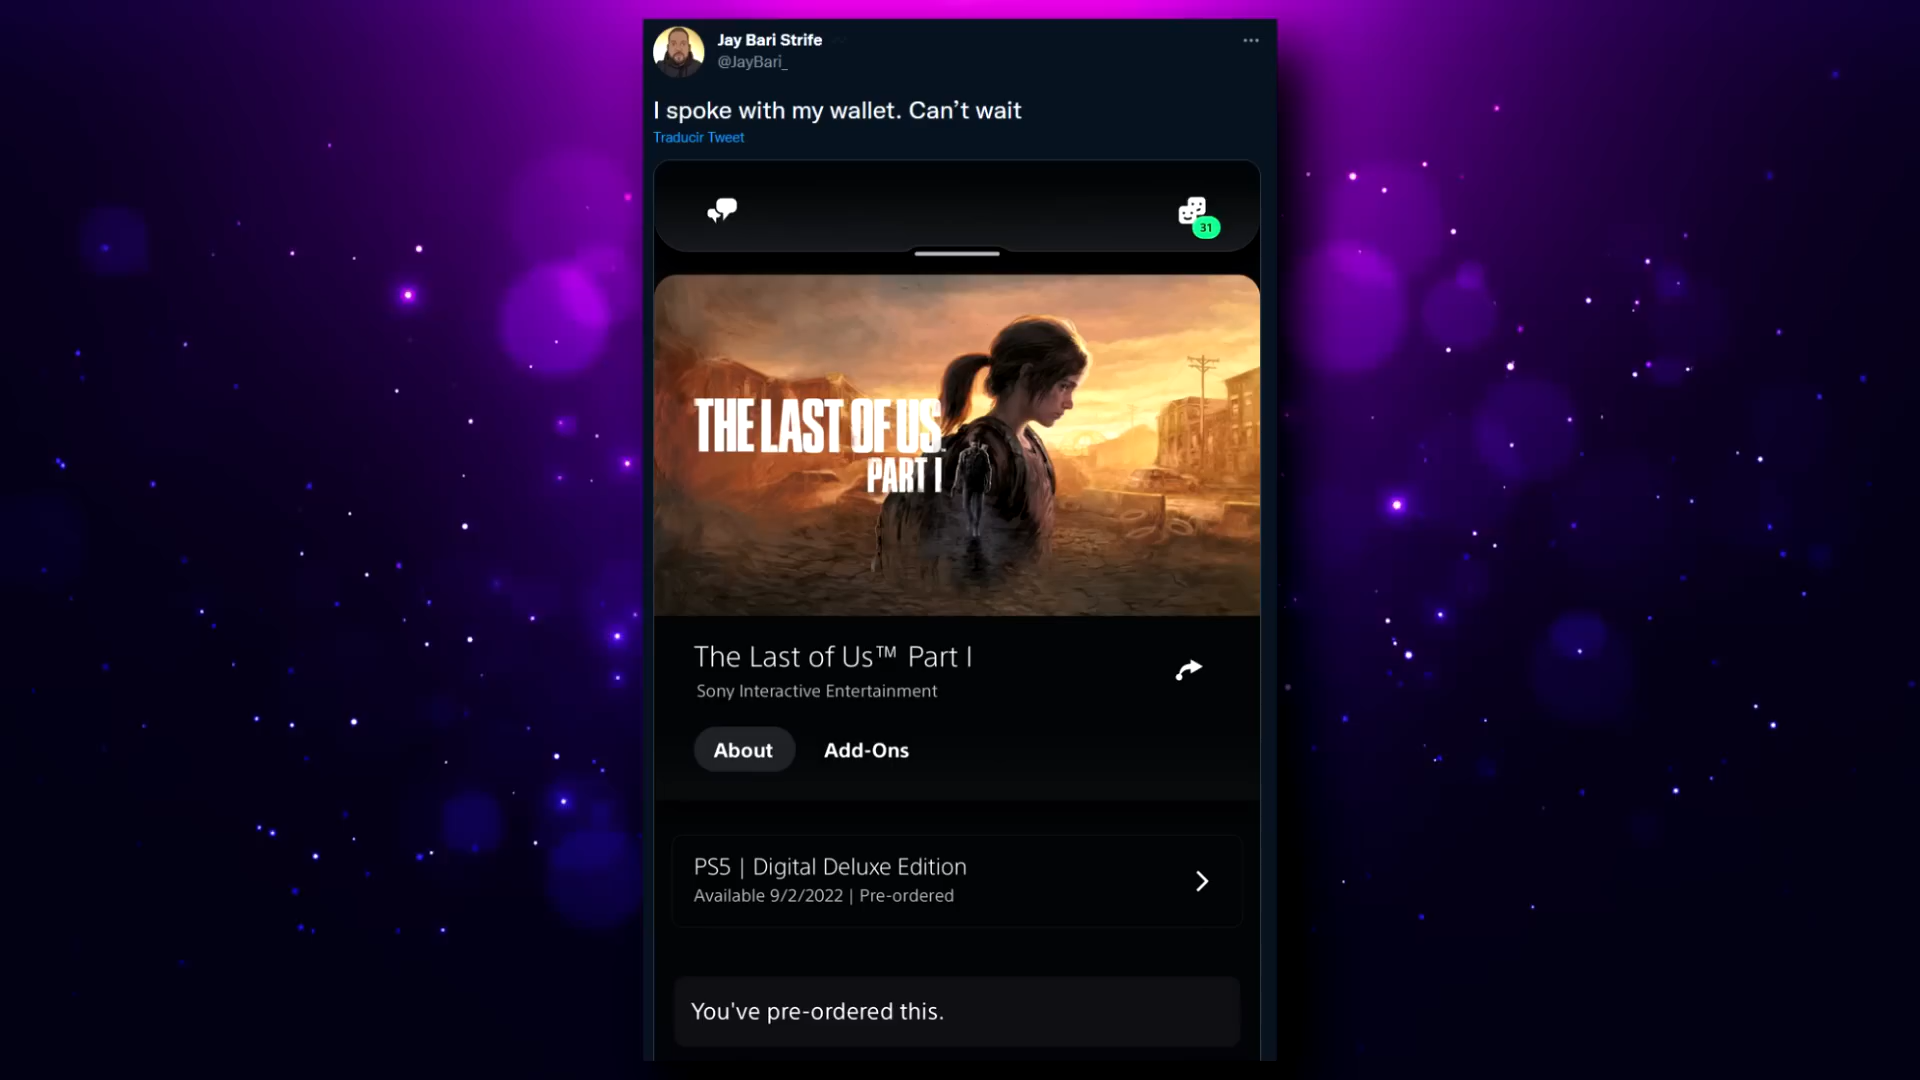 Jay Bari Strife
@JayBari_
I spoke with my wallet. Can’t wait
Traducir Tweet
31
THE LAST OF US
PART I
The Last of Us™ Part I
Sony Interactive Entertainment
About
Add-Ons
PS5 | Digital Deluxe Edition
Available 9/2/2022 | Pre-ordered
You've pre-ordered this.